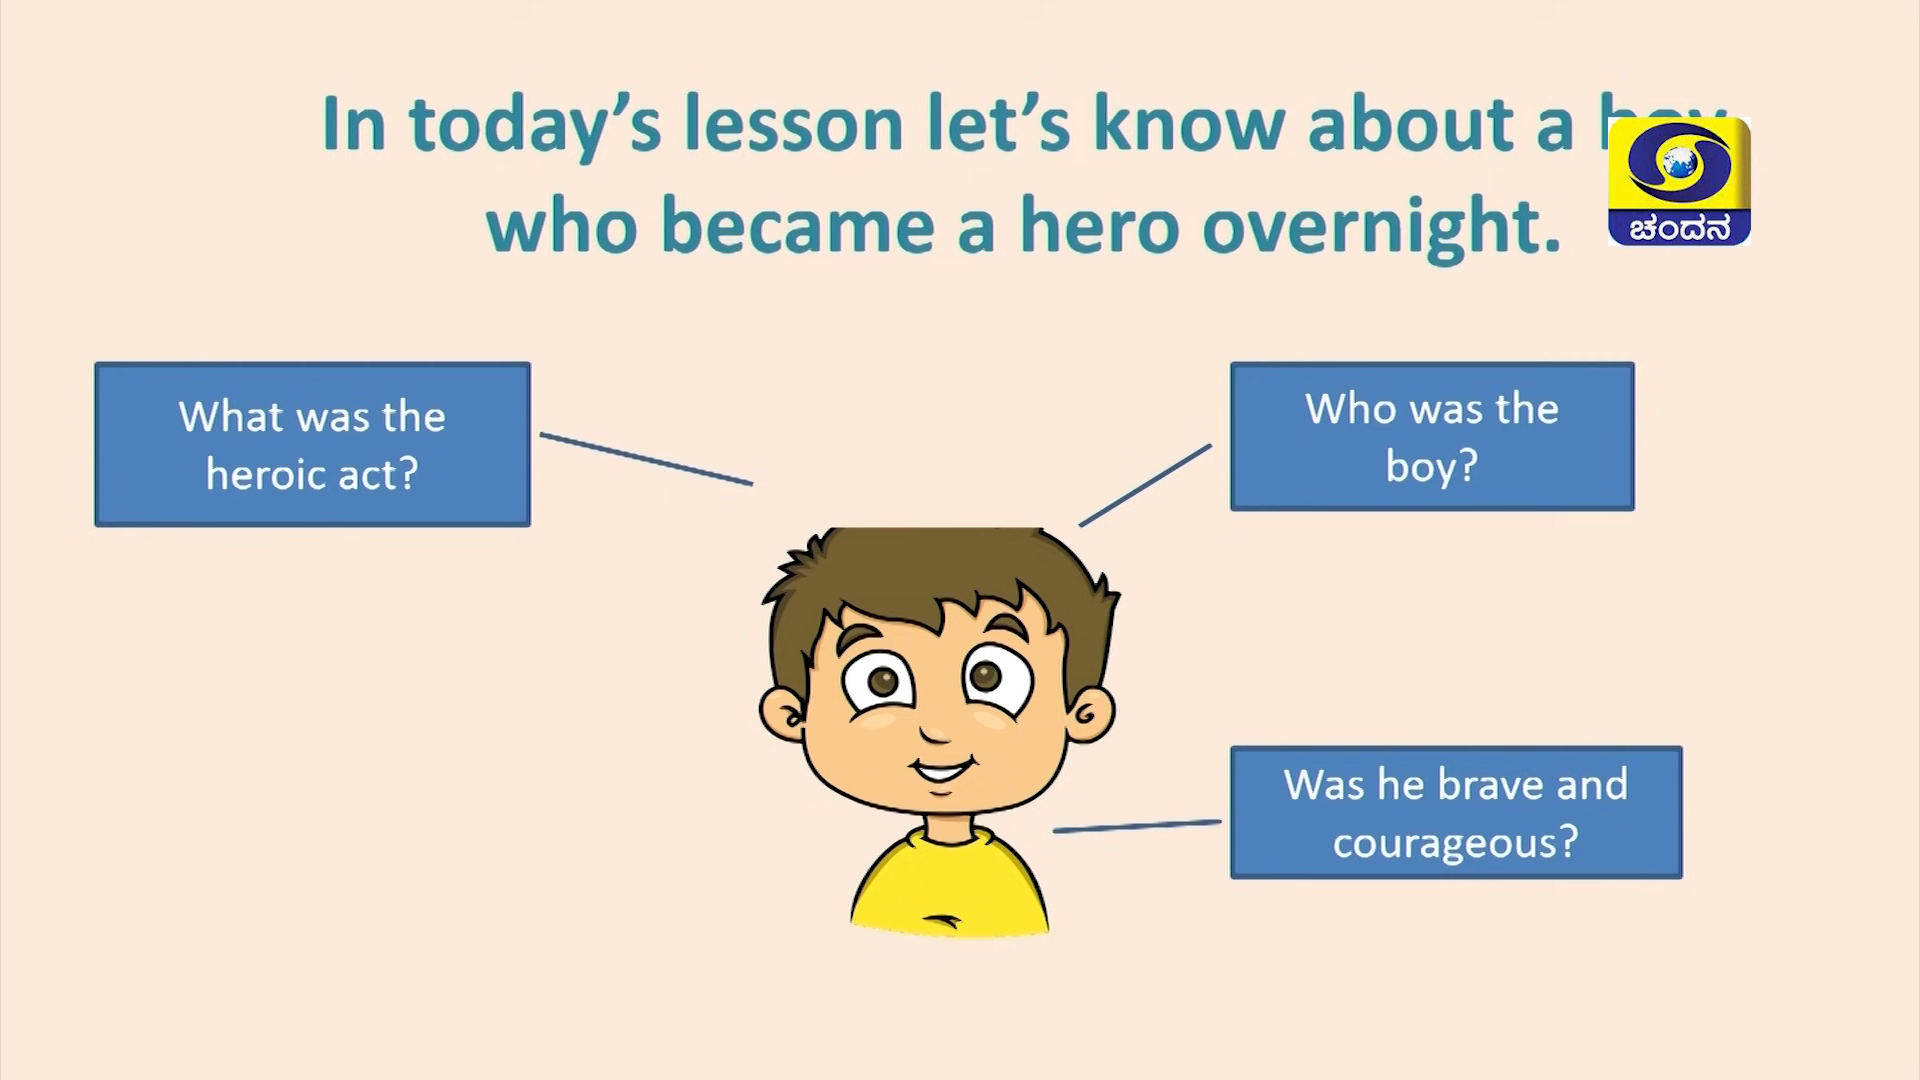 In today’s lesson let’s know about a boy
who became a hero overnight.
ಚಂದನ
What was the
heroic act?
Who was the
boy?
Was he brave and
courageous?